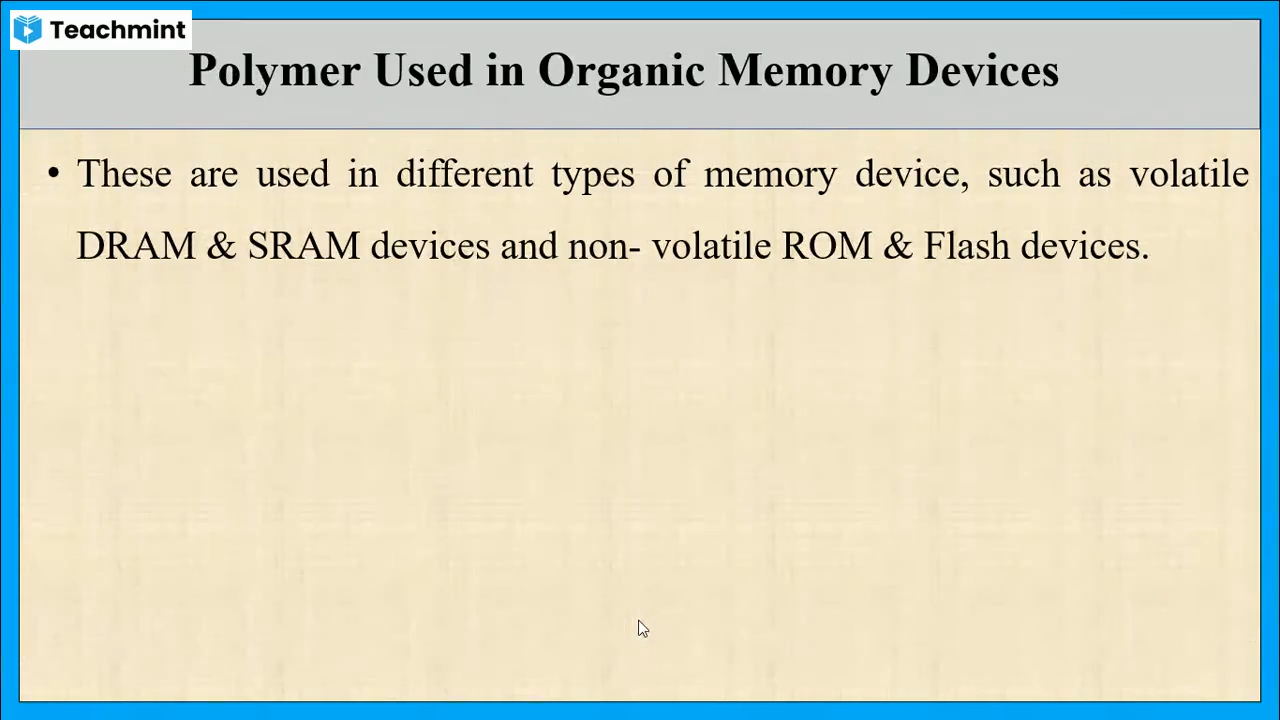 Teachmint
Polymer Used in Organic Memory Devices
• These are used in different types of memory device, such as volatile
DRAM & SRAM devices and non- volatile ROM & Flash devices.